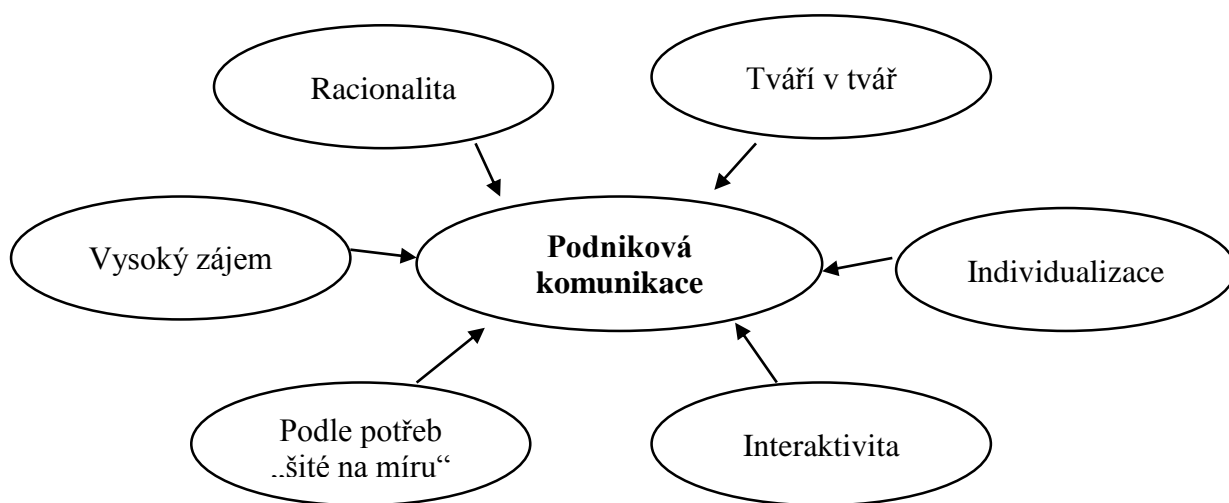 Racionalita
Tváří v tvář
Vysoký zájem
Podniková
komunikace
Individualizace
Podle potřeb
„šité na míru“
Interaktivita